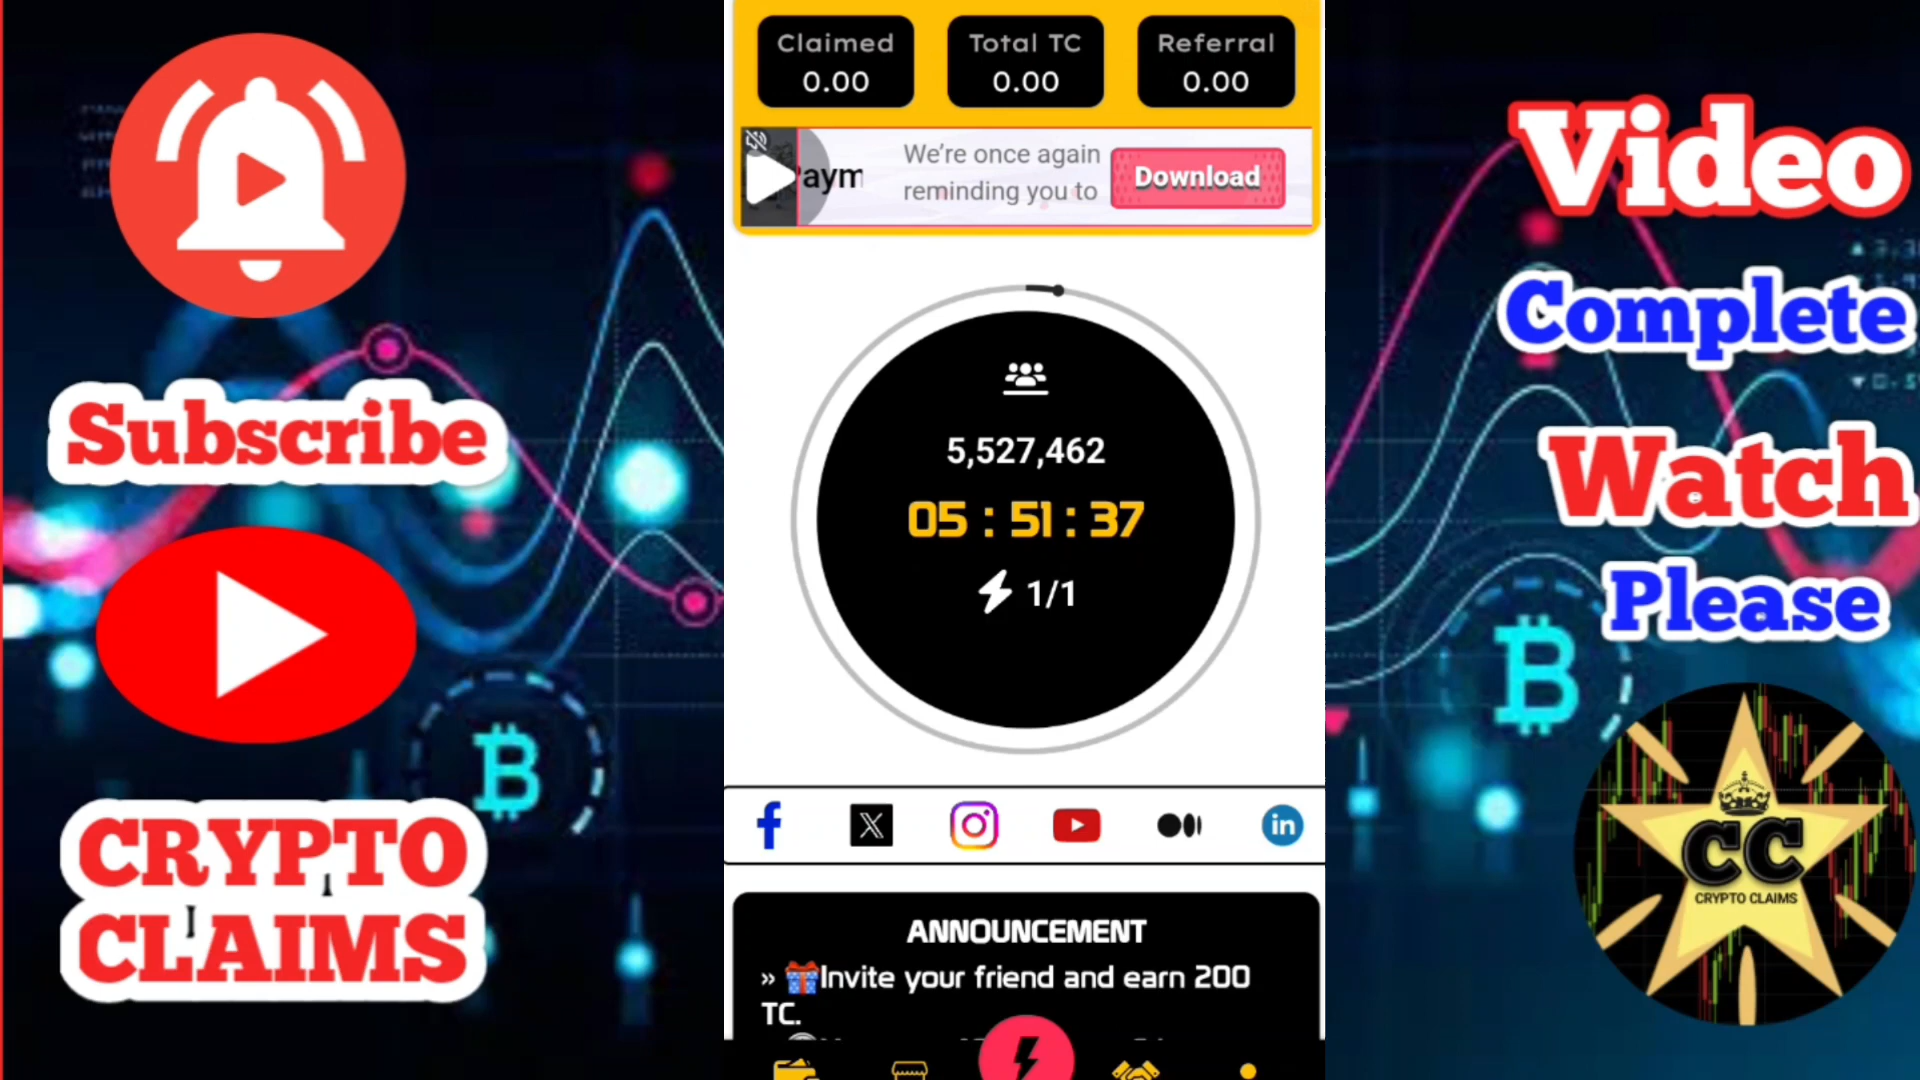 Subscribe
CRYPTO
CLAIMS
Claimed
0.00
Total TC
0.00
Referral
0.00
We're once again
reminding you to
Download
5,527,462
05 : 51 : 37
1/1
X
in
ANNOUNCEMENT
» Invite your friend and earn 200
TC.
Video
Complete
Watch
Please
CC
CRYPTO CLAIMS